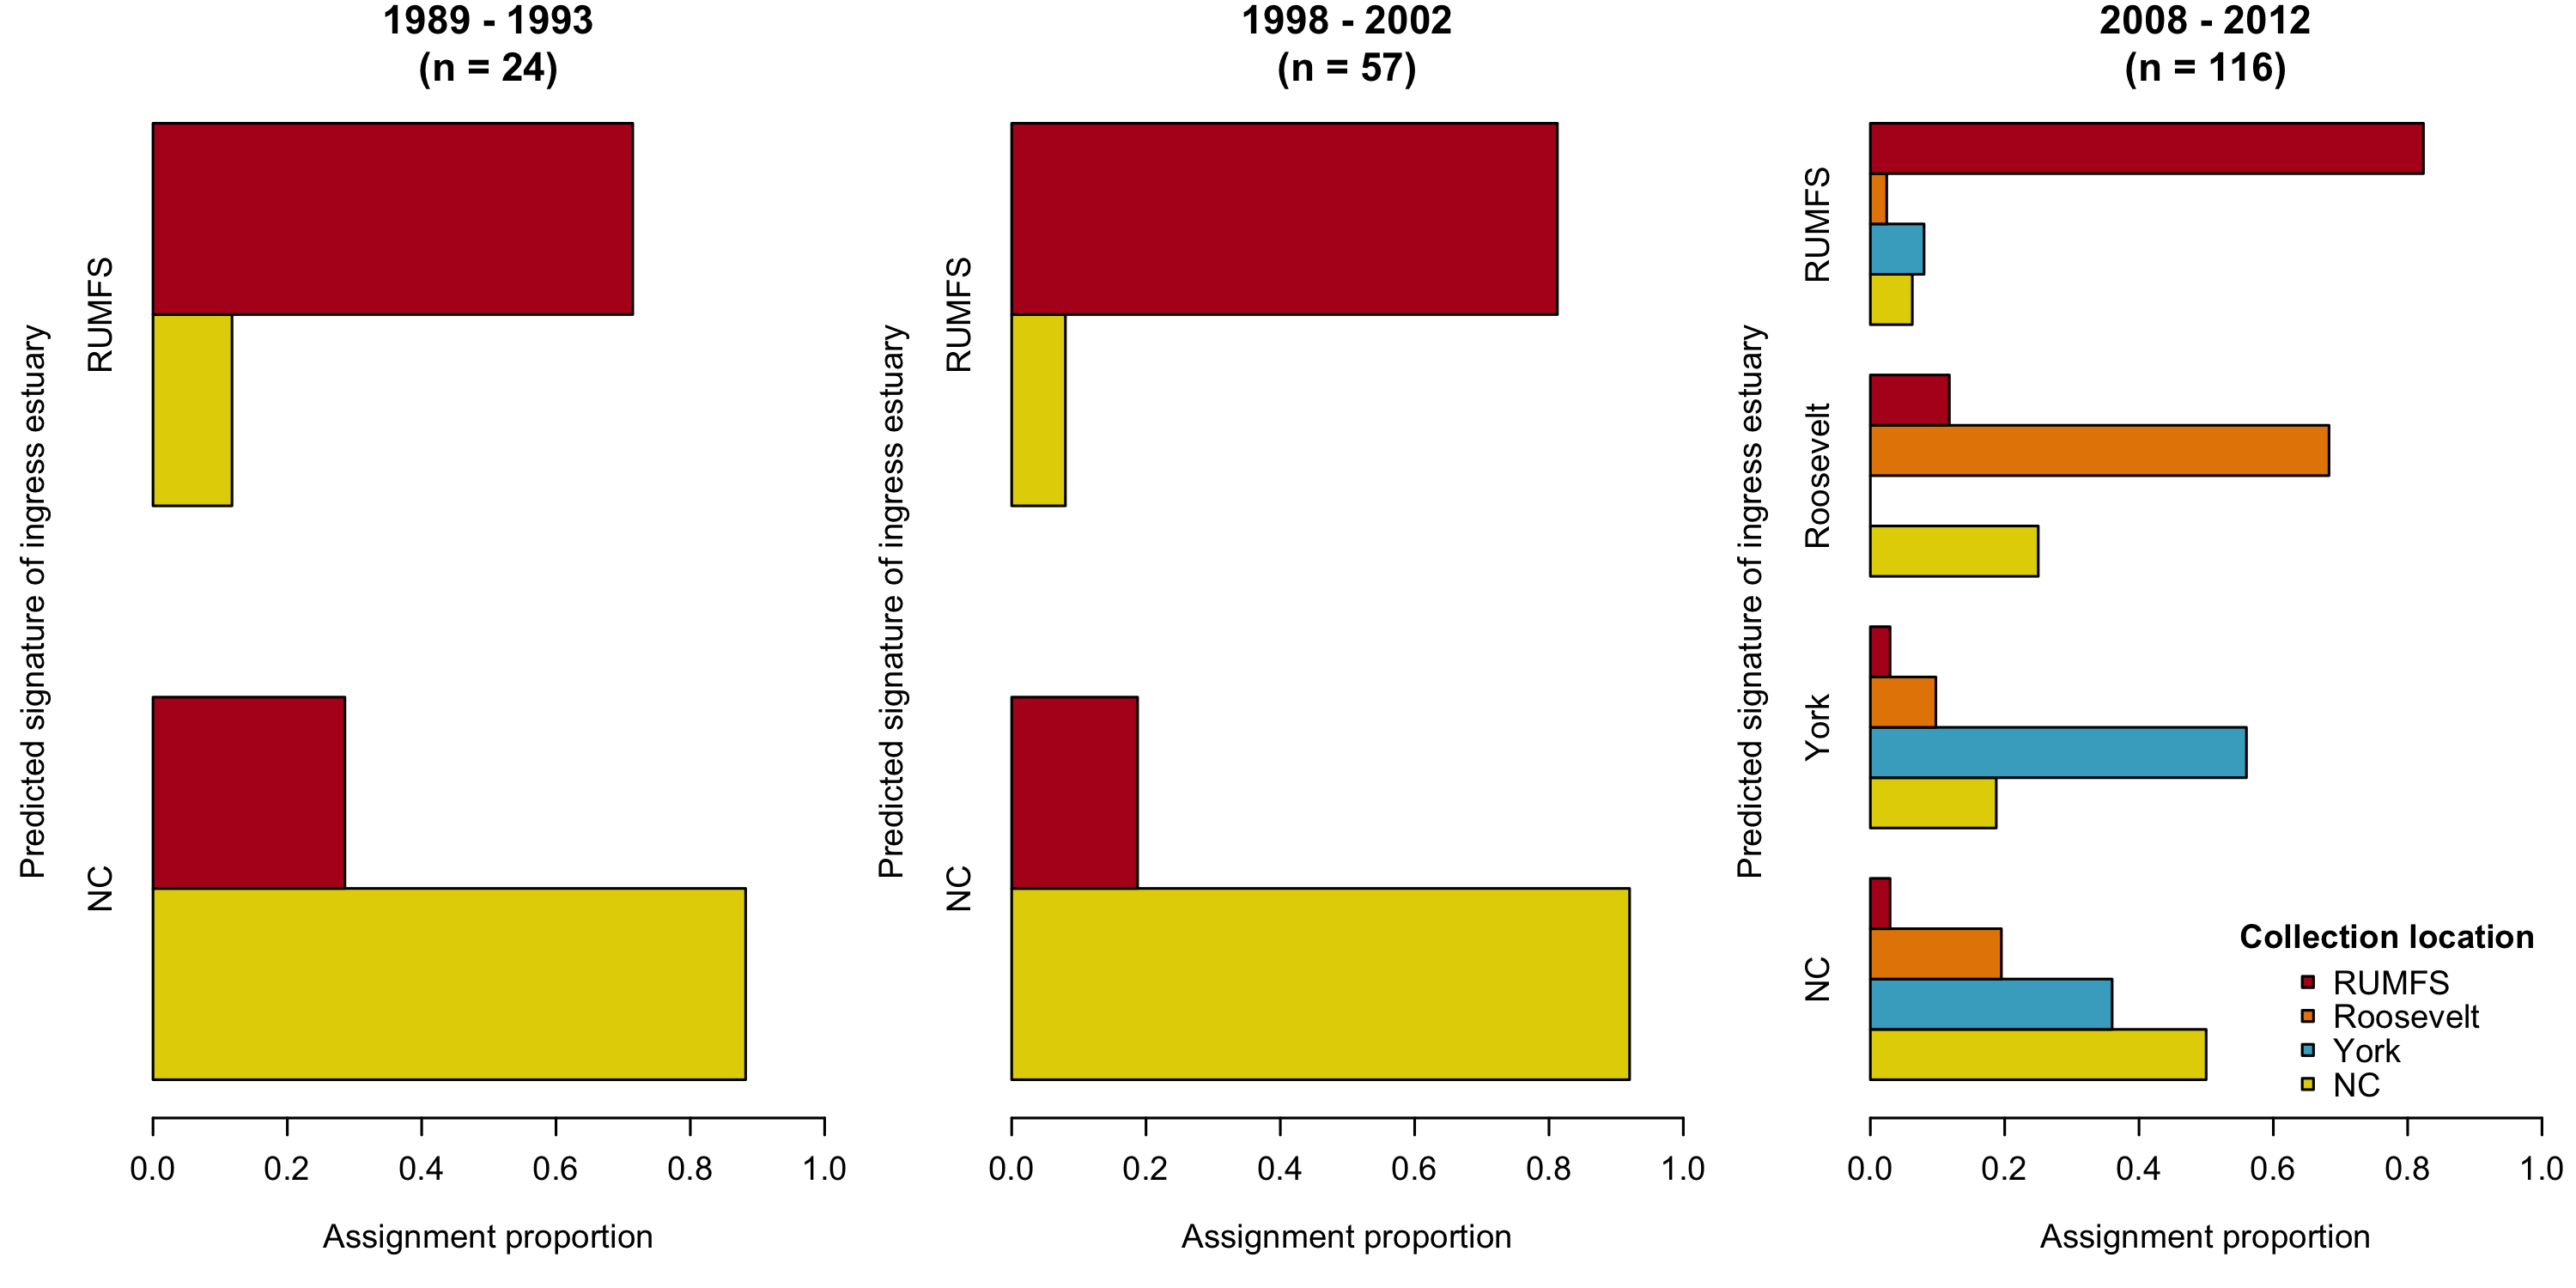 1989 - 1993
(n = 24)
Predicted signature of ingress estuary
RUMFS
NC
0.0 0.2 0.4 0.6 0.8 1.0
Assignment proportion
1998 - 2002
(n = 57)
Predicted signature of ingress estuary
RUMFS
NC
0.0 0.2 0.4 0.6 0.8 1.0
Assignment proportion
2008 - 2012
(n = 116)
Predicted signature of ingress estuary
RUMFS
Roosevelt
York
NC
Collection location
RUMFS
Roosevelt
York
NC
0.0 0.2 0.4 0.6 0.8 1.0
Assignment proportion